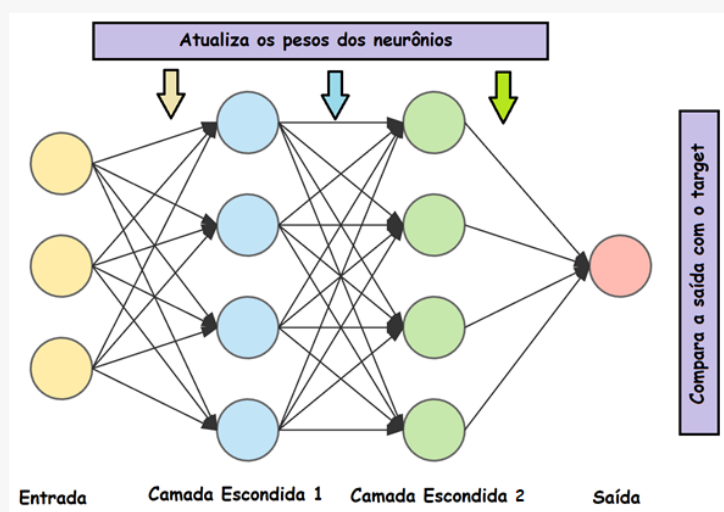 Atualiza os pesos dos neurônios
Compara a saída com o target
Entrada
Camada Escondida 1
Camada Escondida 2
Saída